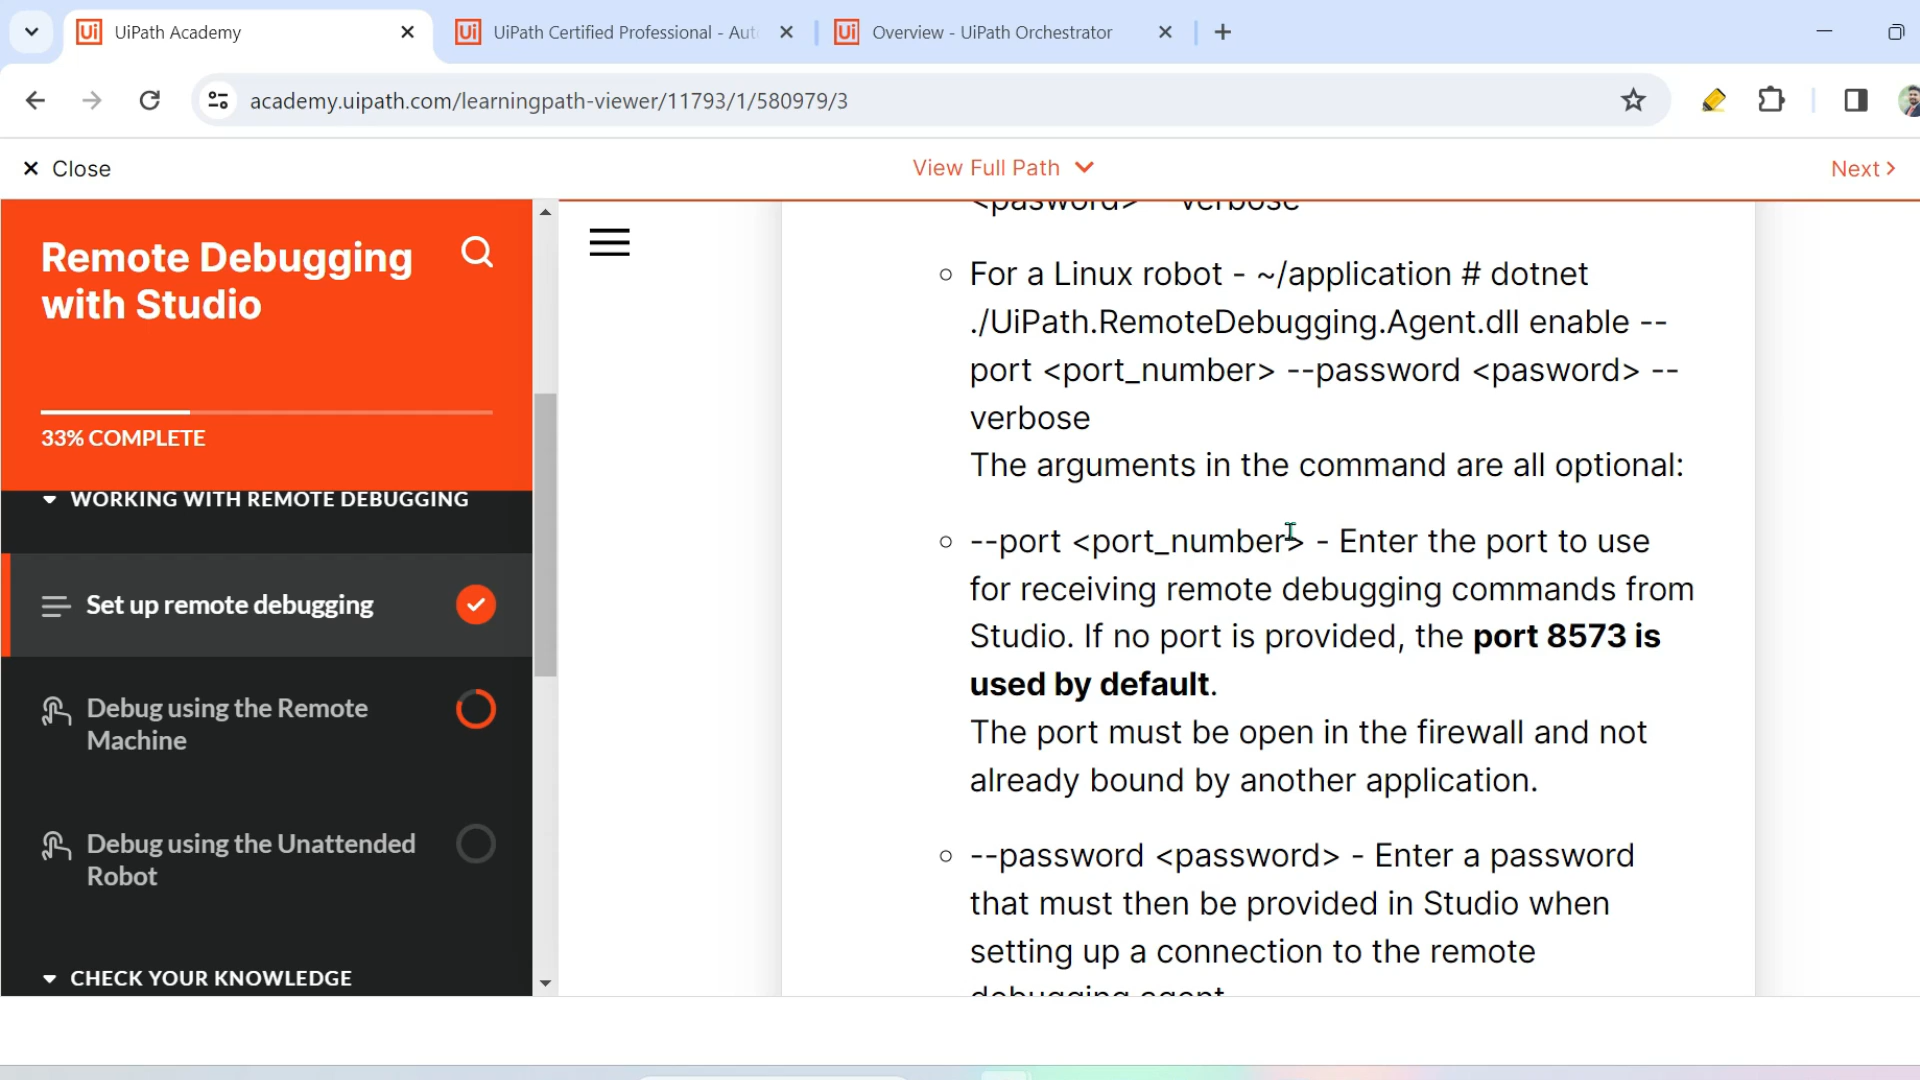 UiPath Academy
UiPath Certified Professional - Aut
Overview - UiPath Orchestrator
academy.uipath.com/learningpath-viewer/11793/1/580979/3
Close
View Full Path
Next >
Remote Debugging
with Studio
33% COMPLETE
WORKING WITH REMOTE DEBUGGING
Set up remote debugging
Debug using the Remote
Machine
Debug using the Unattended
Robot
CHECK YOUR KNOWLEDGE
<pasword> -- verbose
For a Linux robot - ~/application # dotnet
./UiPath.RemoteDebugging.Agent.dll enable --
port <port_number> --password <pasword> --
verbose
The arguments in the command are all optional:
--port <port_number> - Enter the port to use
for receiving remote debugging commands from
Studio. If no port is provided, the port 8573 is
used by default.
The port must be open in the firewall and not
already bound by another application.
--password <password> - Enter a password
that must then be provided in Studio when
setting up a connection to the remote
debugging agent